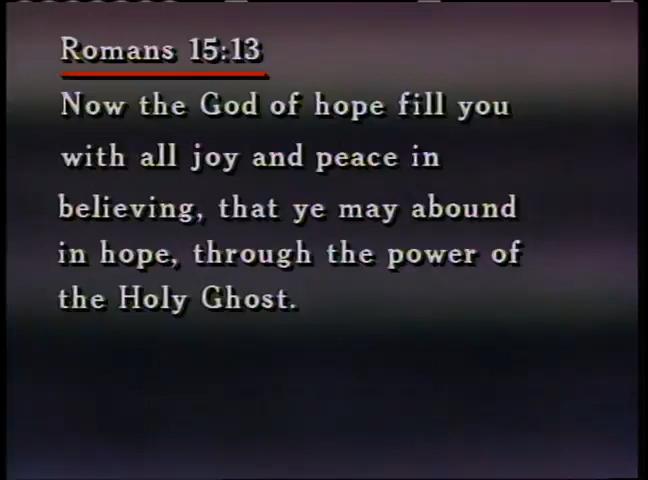 Romans 15:13
Now the God of hope fill you
with all joy and peace in
believing, that ye may abound
in hope, through the power of
the Holy Ghost.